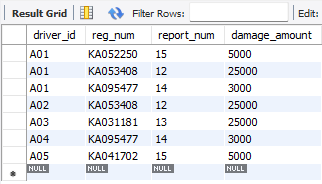 Result Grid Filter Rows: Edit:
driver_id reg_num report_num damage_amount
A01 KA052250 15 5000
A01 KA053408 12 25000
A01 KA095477 14 3000
A02 KA053408 12 25000
A03 KA031181 13 25000
A04 KA095477 14 3000
A05 KA041702 15 5000
NULL NULL NULL NULL